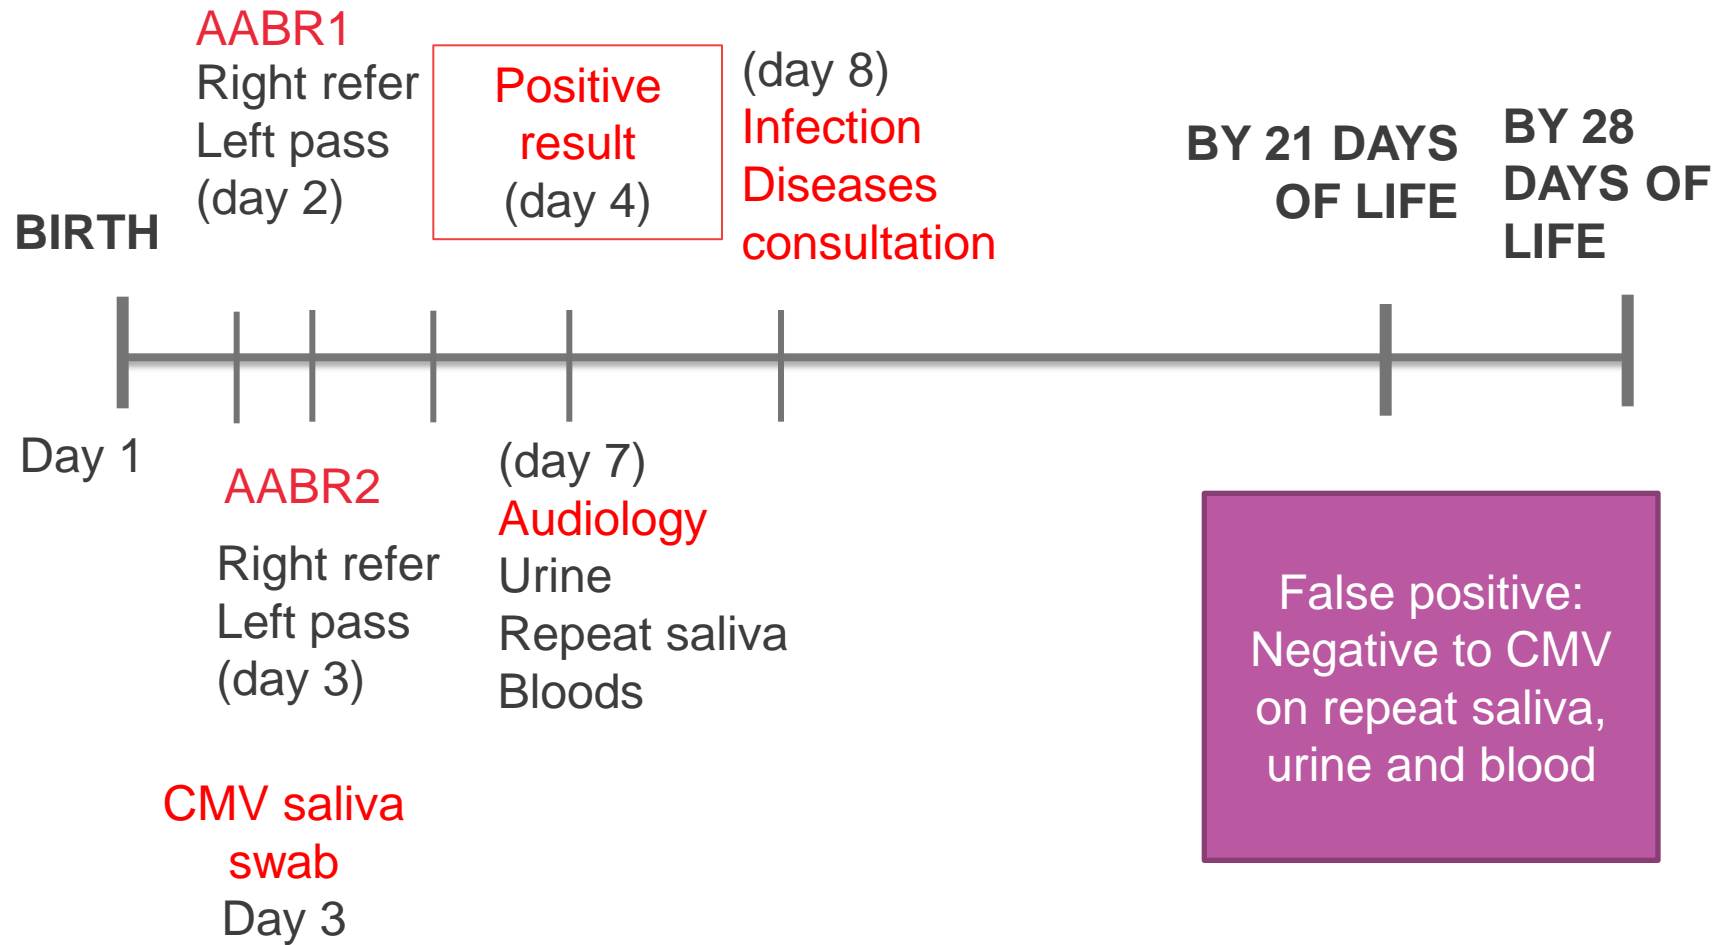 AABR1
Right refer
Left pass
(day 2)
Positive
result
(day 4)
(day 8)
Infection
Diseases
consultation
BY 21 DAYS
OF LIFE
BY 28
DAYS OF
LIFE
BIRTH
Day 1
AABR2
Right refer
Left pass
(day 3)
CMV saliva
swab
Day 3
(day 7)
Audiology
Urine
Repeat saliva
Bloods
False positive:
Negative to CMV
on repeat saliva,
urine and blood